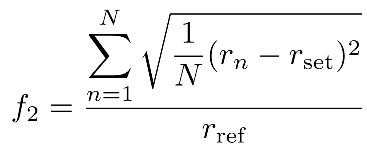 f_2 = \frac{\sum_{n=1}^{N} \sqrt{\frac{1}{N}(r_n - r_{\text{set}})^2}}{r_{\text{ref}}}